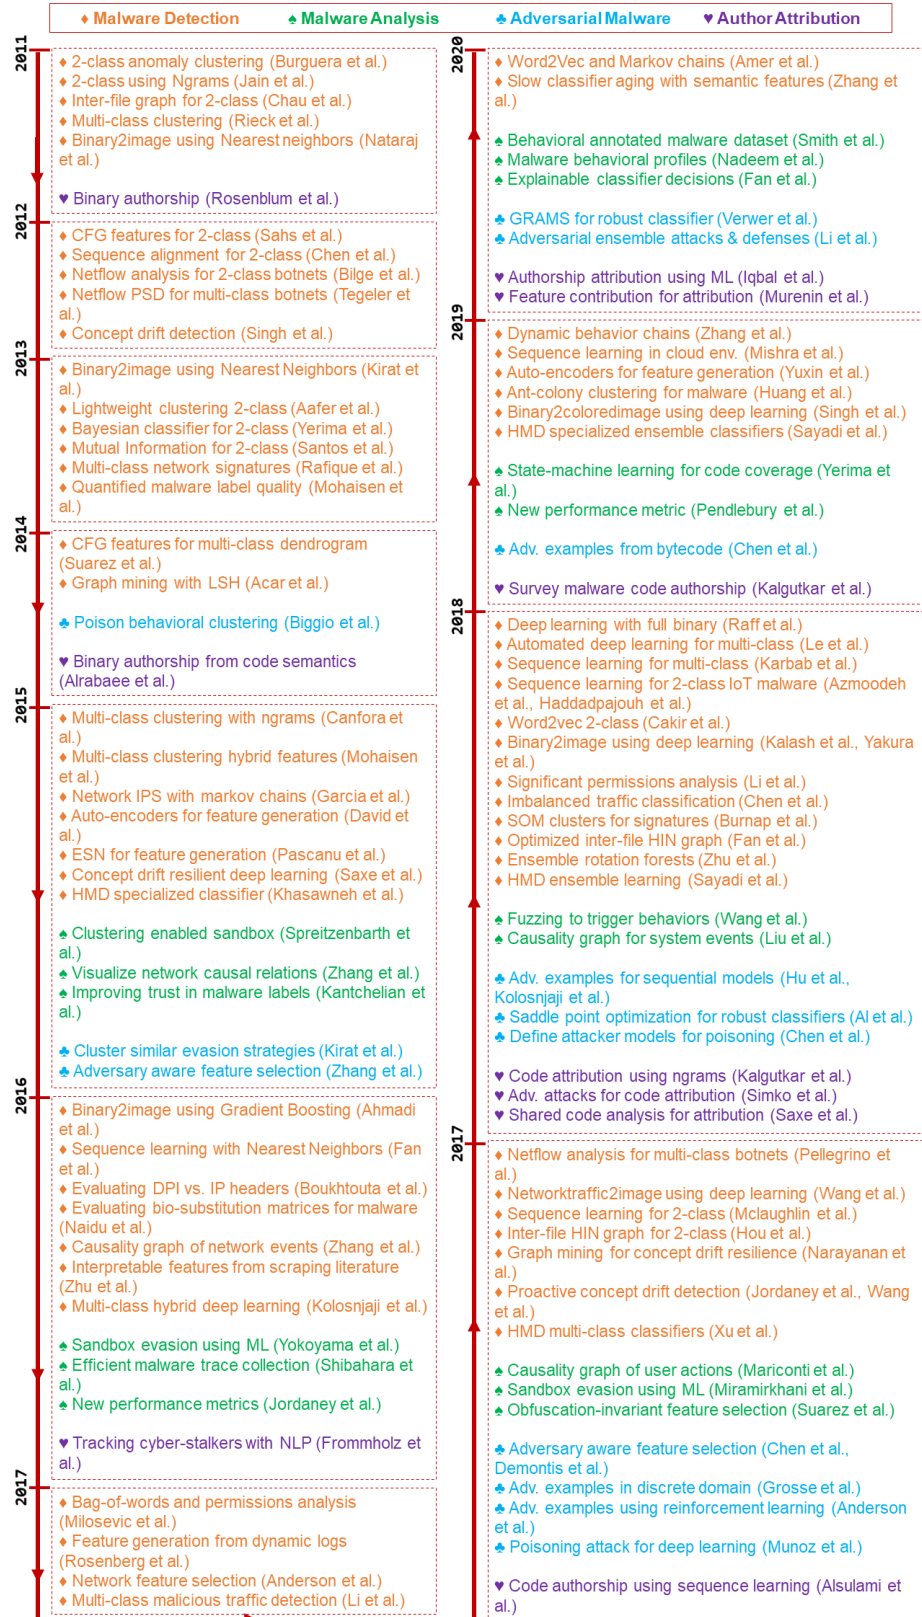 ♦ Malware Detection ♠ Malware Analysis ♣ Adversarial Malware ♥ Author Attribution
2011
♦ 2-class anomaly clustering (Burguera et al.)
♦ 2-class using Ngrams (Jain et al.)
♦ Inter-file graph for 2-class (Chau et al.)
♦ Multi-class clustering (Rieck et al.)
♦ Binary2image using Nearest neighbors (Nataraj
et al.)
♥ Binary authorship (Rosenblum et al.)
2012
♦ CFG features for 2-class (Sahs et al.)
♦ Sequence alignment for 2-class (Chen et al.)
♦ Netflow analysis for 2-class botnets (Bilge et al.)
♦ Netflow PSD for multi-class botnets (Tegeler et
al.)
♦ Concept drift detection (Singh et al.)
2013
♦ Binary2image using Nearest Neighbors (Kirat et
al.)
♦ Lightweight clustering 2-class (Aafer et al.)
♦ Bayesian classifier for 2-class (Yerima et al.)
♦ Mutual Information for 2-class (Santos et al.)
♦ Multi-class network signatures (Rafique et al.)
♦ Quantified malware label quality (Mohaisen et
al.)
2014
♦ CFG features for multi-class dendrogram
(Suarez et al.)
♦ Graph mining with LSH (Acar et al.)
♣ Poison behavioral clustering (Biggio et al.)
♥ Binary authorship from code semantics
(Alrabaee et al.)
2015
♦ Multi-class clustering with ngrams (Canfora et
al.)
♦ Multi-class clustering hybrid features (Mohaisen
et al.)
♦ Network IPS with markov chains (Garcia et al.)
♦ Auto-encoders for feature generation (David et
al.)
♦ ESN for feature generation (Pascanu et al.)
♦ Concept drift resilient deep learning (Saxe et al.)
♦ HMD specialized classifier (Khasawneh et al.)
♠ Clustering enabled sandbox (Spreitzenbarth et
al.)
♠ Visualize network causal relations (Zhang et al.)
♠ Improving trust in malware labels (Kantchelian et
al.)
♣ Cluster similar evasion strategies (Kirat et al.)
♣ Adversary aware feature selection (Zhang et al.)
2016
♦ Binary2image using Gradient Boosting (Ahmadi
et al.)
♦ Sequence learning with Nearest Neighbors (Fan
et al.)
♦ Evaluating DPI vs. IP headers (Boukhtouta et al.)
♦ Evaluating bio-substitution matrices for malware
(Naidu et al.)
♦ Causality graph of network events (Zhang et al.)
♦ Interpretable features from scraping literature
(Zhu et al.)
♦ Multi-class hybrid deep learning (Kolosnjaji et al.)
♠ Sandbox evasion using ML (Yokoyama et al.)
♠ Efficient malware trace collection (Shibahara et
al.)
♠ New performance metrics (Jordaney et al.)
♥ Tracking cyber-stalkers with NLP (Frommholz et
al.)
2017
♦ Bag-of-words and permissions analysis
(Milosevic et al.)
♦ Feature generation from dynamic logs
(Rosenberg et al.)
♦ Network feature selection (Anderson et al.)
♦ Multi-class malicious traffic detection (Li et al.)
2020
♦ Word2Vec and Markov chains (Amer et al.)
♦ Slow classifier aging with semantic features (Zhang et
al.)
♠ Behavioral annotated malware dataset (Smith et al.)
♠ Malware behavioral profiles (Nadeem et al.)
♠ Explainable classifier decisions (Fan et al.)
♣ GRAMS for robust classifier (Verwer et al.)
♣ Adversarial ensemble attacks & defenses (Li et al.)
♥ Authorship attribution using ML (Iqbal et al.)
♥ Feature contribution for attribution (Murenin et al.)
2019
♦ Dynamic behavior chains (Zhang et al.)
♦ Sequence learning in cloud env. (Mishra et al.)
♦ Auto-encoders for feature generation (Yuxin et al.)
♦ Ant-colony clustering for malware (Huang et al.)
♦ Binary2coloredimage using deep learning (Singh et al.)
♦ HMD specialized ensemble classifiers (Sayadi et al.)
♠ State-machine learning for code coverage (Yerima et
al.)
♠ New performance metric (Pendlebury et al.)
♣ Adv. examples from bytecode (Chen et al.)
♥ Survey malware code authorship (Kalgutkar et al.)
2018
♦ Deep learning with full binary (Raff et al.)
♦ Automated deep learning for multi-class (Le et al.)
♦ Sequence learning for multi-class (Karbab et al.)
♦ Sequence learning for 2-class IoT malware (Azmoodeh
et al., Haddadpajouh et al.)
♦ Word2vec 2-class (Cakir et al.)
♦ Binary2image using deep learning (Kalash et al., Yakura
et al.)
♦ Significant permissions analysis (Li et al.)
♦ Imbalanced traffic classification (Chen et al.)
♦ SOM clusters for signatures (Burnap et al.)
♦ Optimized inter-file HIN graph (Fan et al.)
♦ Ensemble rotation forests (Zhu et al.)
♦ HMD ensemble learning (Sayadi et al.)
♠ Fuzzing to trigger behaviors (Wang et al.)
♠ Causality graph for system events (Liu et al.)
♣ Adv. examples for sequential models (Hu et al.,
Kolosnjaji et al.)
♣ Saddle point optimization for robust classifiers (Al et al.)
♣ Define attacker models for poisoning (Chen et al.)
♥ Code attribution using ngrams (Kalgutkar et al.)
♥ Adv. attacks for code attribution (Simko et al.)
♥ Shared code analysis for attribution (Saxe et al.)
2017
♦ Netflow analysis for multi-class botnets (Pellegrino et
al.)
♦ Networktraffic2image using deep learning (Wang et al.)
♦ Sequence learning for 2-class (Mclaughlin et al.)
♦ Inter-file HIN graph for 2-class (Hou et al.)
♦ Graph mining for concept drift resilience (Narayanan et
al.)
♦ Proactive concept drift detection (Jordaney et al., Wang
et al.)
♦ HMD multi-class classifiers (Xu et al.)
♠ Causality graph of user actions (Mariconti et al.)
♠ Sandbox evasion using ML (Miramirkhani et al.)
♠ Obfuscation-invariant feature selection (Suarez et al.)
♣ Adversary aware feature selection (Chen et al.,
Demontis et al.)
♣ Adv. examples in discrete domain (Grosse et al.)
♣ Adv. examples using reinforcement learning (Anderson
et al.)
♣ Poisoning attack for deep learning (Munoz et al.)
♥ Code authorship using sequence learning (Alsulami et
al.)